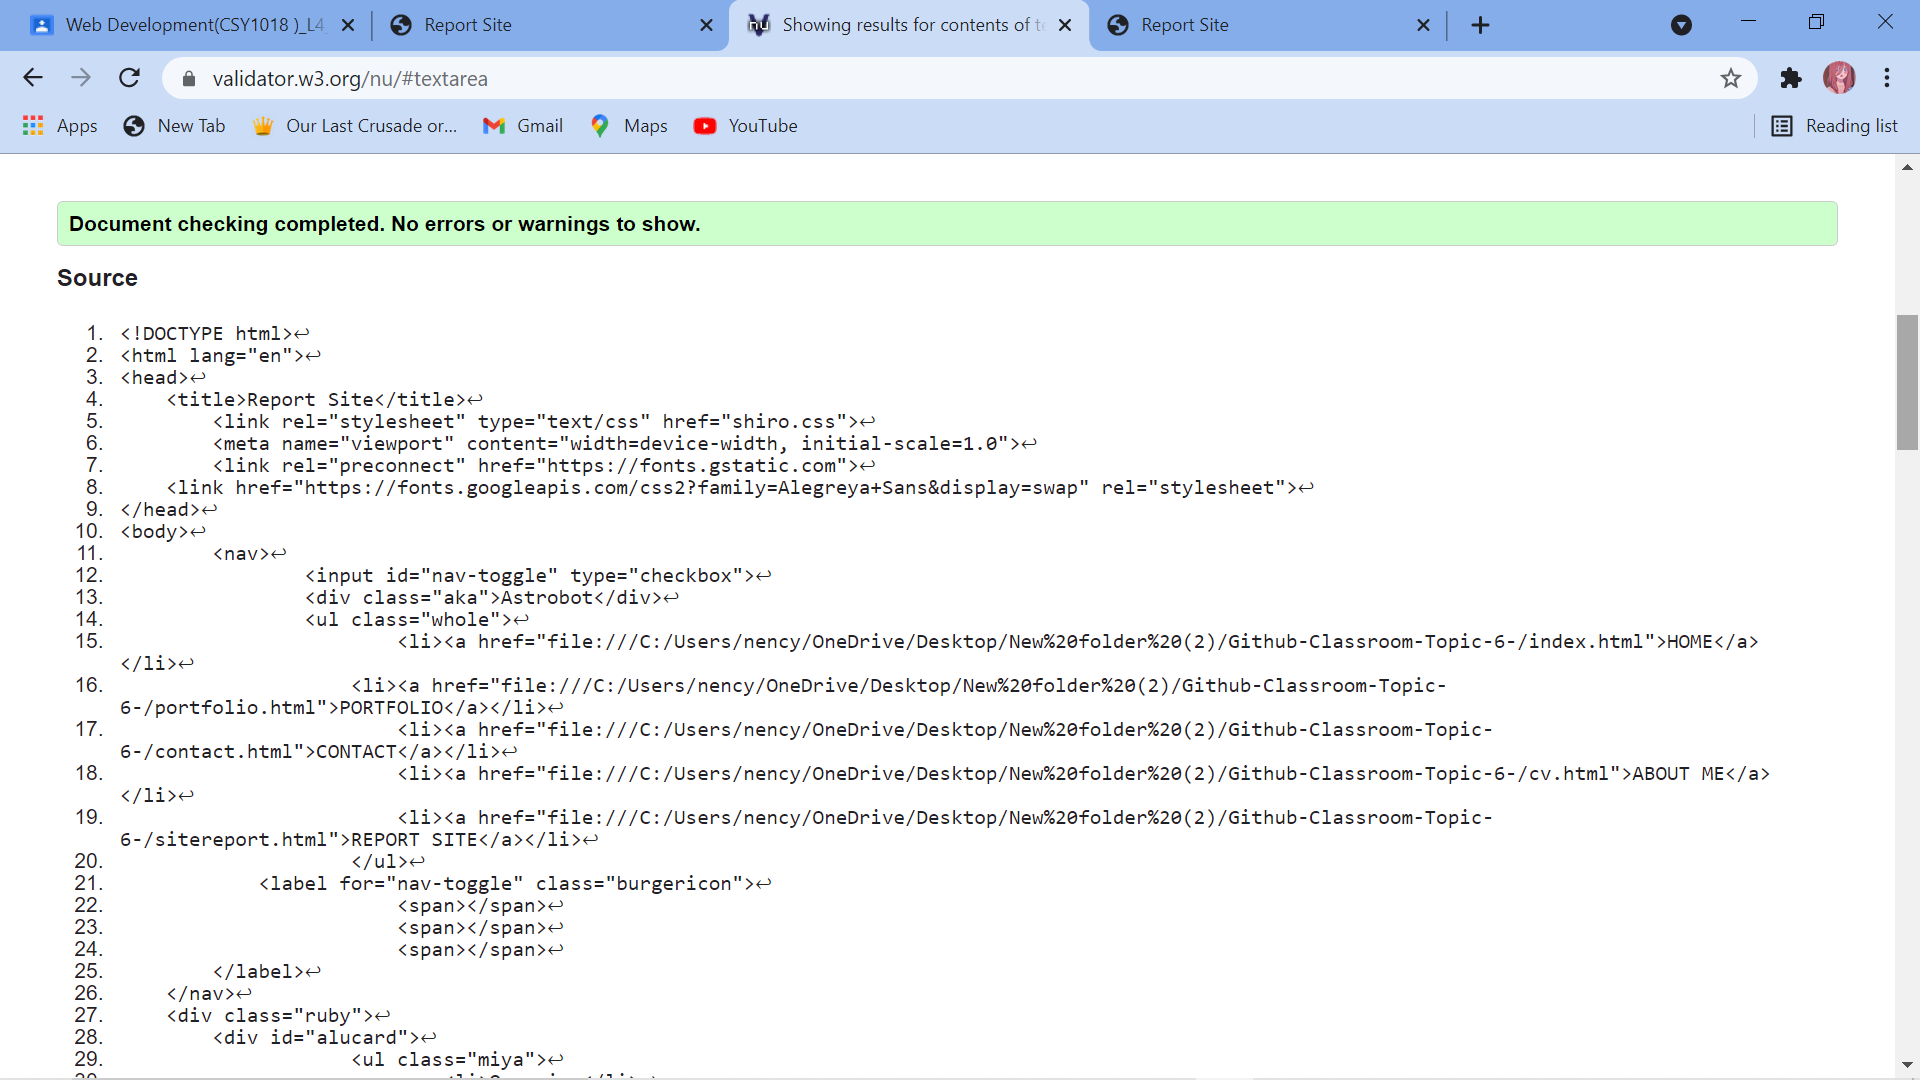 Web Development(CSY1018 )_L4
Report Site
Showing results for contents of te
Report Site
validator.w3.org/nu/#textarea
Apps
New Tab
Our Last Crusade or...
Gmail
Maps
YouTube
Reading list
Document checking completed. No errors or warnings to show.
Source
1. <!DOCTYPE html>↩
2. <html lang="en">↩
3. <head>↩
4. <title>Report Site</title>↩
5. <link rel="stylesheet" type="text/css" href="shiro.css">↩
6. <meta name="viewport" content="width=device-width, initial-scale=1.0">↩
7. <link rel="preconnect" href="https://fonts.gstatic.com">↩
8. <link href="https://fonts.googleapis.com/css2?family=Alegreya+Sans&display=swap" rel="stylesheet">↩
9. </head>↩
10. <body>↩
11. <nav>↩
12. <input id="nav-toggle" type="checkbox">↩
13. <div class="aka">Astrobot</div>↩
14. <ul class="whole">↩
15. <li><a href="file:///C:/Users/nency/OneDrive/Desktop/New%20folder%20(2)/Github-Classroom-Topic-6-/index.html">HOME</a>
</li>↩
16. <li><a href="file:///C:/Users/nency/OneDrive/Desktop/New%20folder%20(2)/Github-Classroom-Topic-
6-/portfolio.html">PORTFOLIO</a></li>↩
17. <li><a href="file:///C:/Users/nency/OneDrive/Desktop/New%20folder%20(2)/Github-Classroom-Topic-
6-/contact.html">CONTACT</a></li>↩
18. <li><a href="file:///C:/Users/nency/OneDrive/Desktop/New%20folder%20(2)/Github-Classroom-Topic-6-/cv.html">ABOUT ME</a>
</li>↩
19. <li><a href="file:///C:/Users/nency/OneDrive/Desktop/New%20folder%20(2)/Github-Classroom-Topic-
6-/sitereport.html">REPORT SITE</a></li>↩
20. </ul>↩
21. <label for="nav-toggle" class="burgericon">↩
22. <span></span>↩
23. <span></span>↩
24. <span></span>↩
25. </label>↩
26. </nav>↩
27. <div class="ruby">↩
28. <div id="alucard">↩
29. <ul class="miya">↩